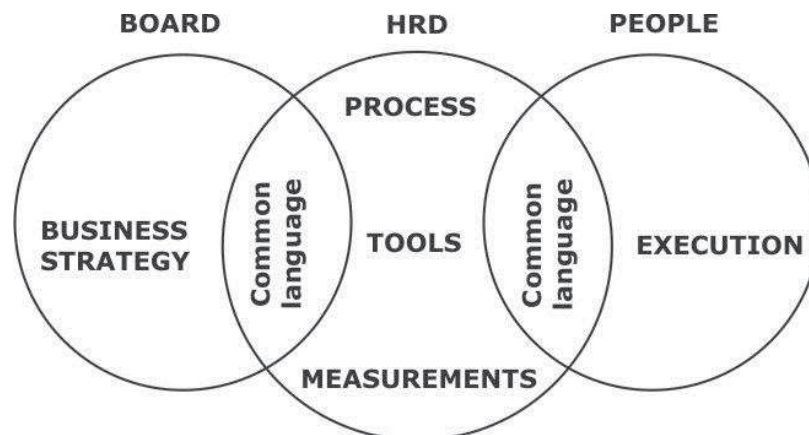 BOARD
HRD
PEOPLE
PROCESS
BUSINESS
STRATEGY
Common
language
TOOLS
Common
language
EXECUTION
MEASUREMENTS